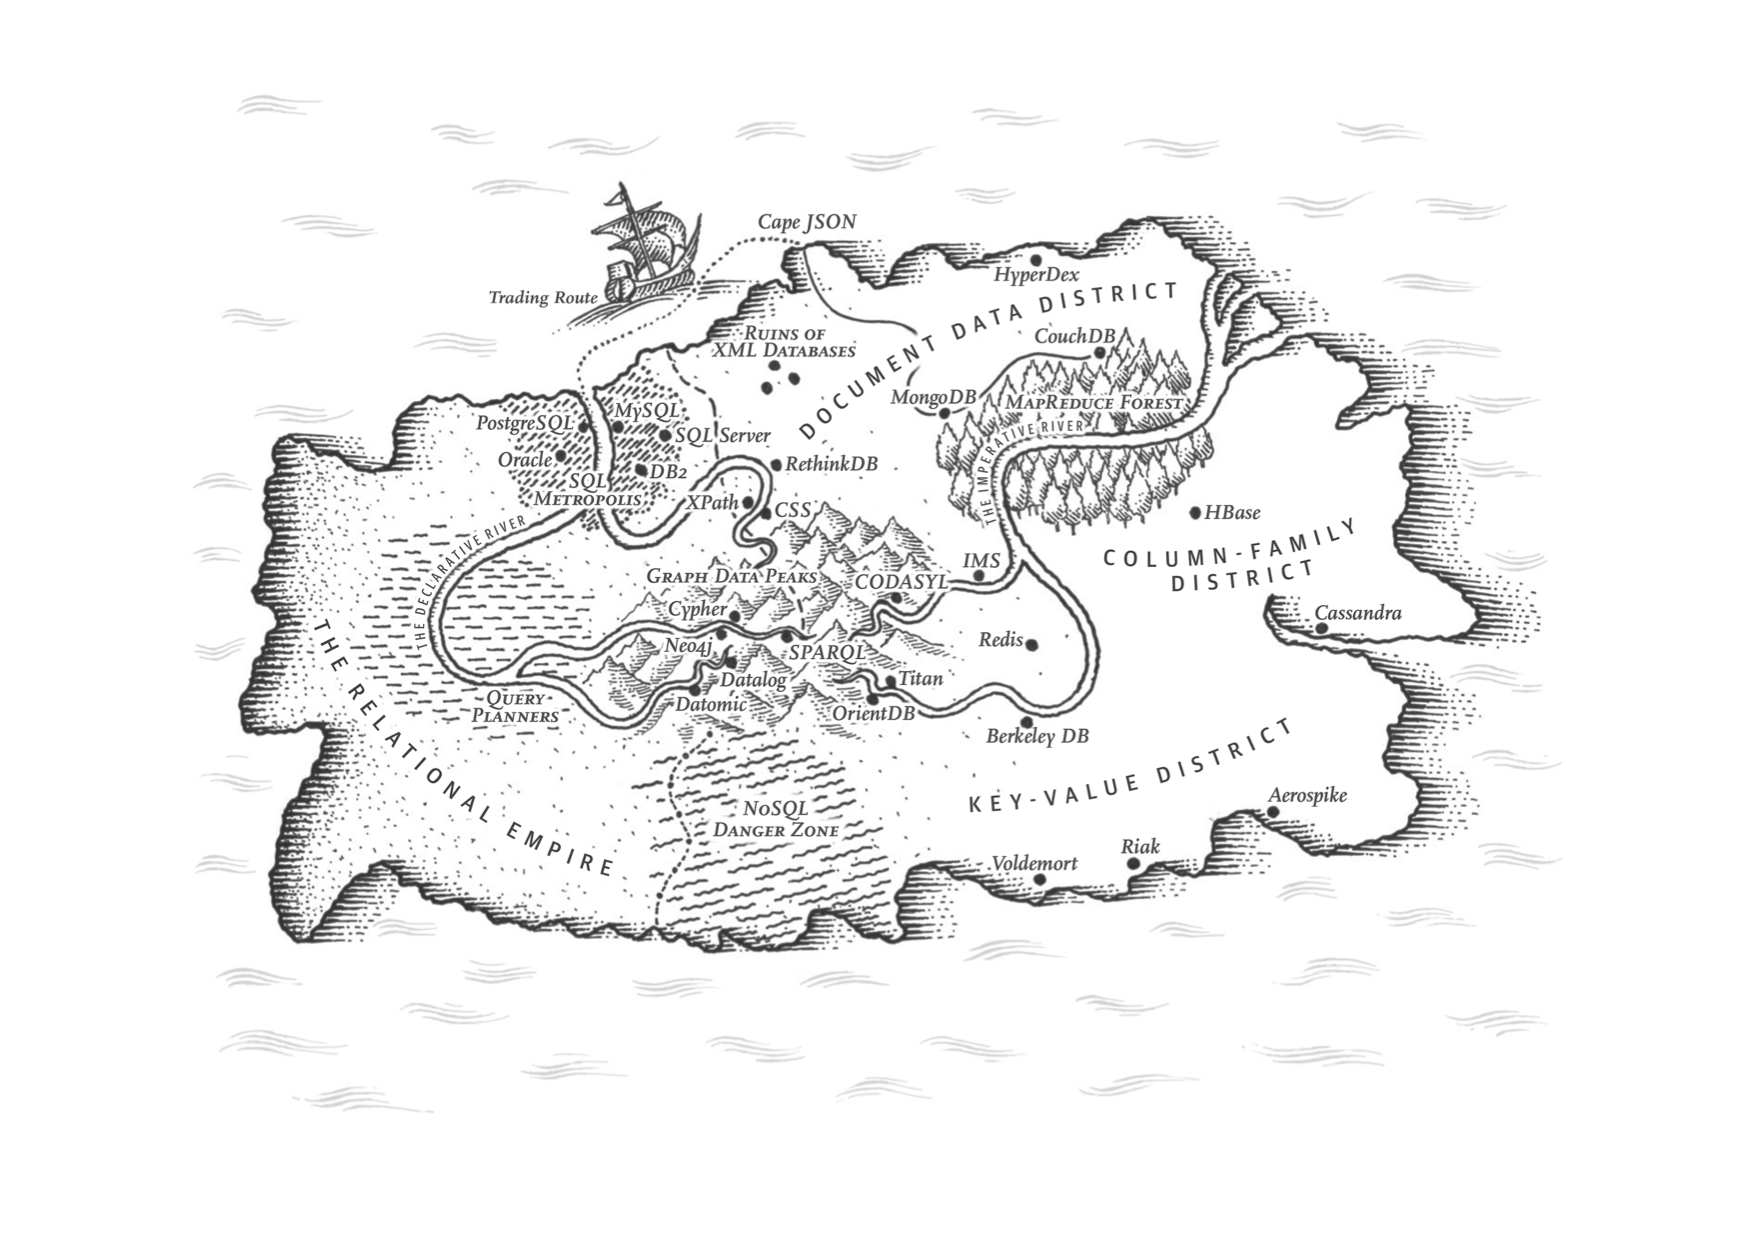 Cape JSON
HyperDex
Trading Route
DOCUMENT DATA DISTRICT
RUINS OF
XML DATABASES
CouchDB
MongoDB
MAPREDUCE FOREST
PostgreSQL
MySQL
SQL Server
THE IMPERATIVE RIVER
Oracle
DB2
RethinkDB
SQL
METROPOLIS
XPath
CSS
HBase
THE DECLARATIVE RIVER
COLUMN-FAMILY
DISTRICT
IMS
GRAPH DATA PEAKS
CODASYL
Cypher
Cassandra
Neo4j
SPARQL
Redis
THE RELATIONAL EMPIRE
Datalog
Titan
QUERY
PLANNERS
Datomic
OrientDB
Berkeley DB
KEY-VALUE DISTRICT
NoSQL
DANGER ZONE
Aerospike
Riak
Voldemort